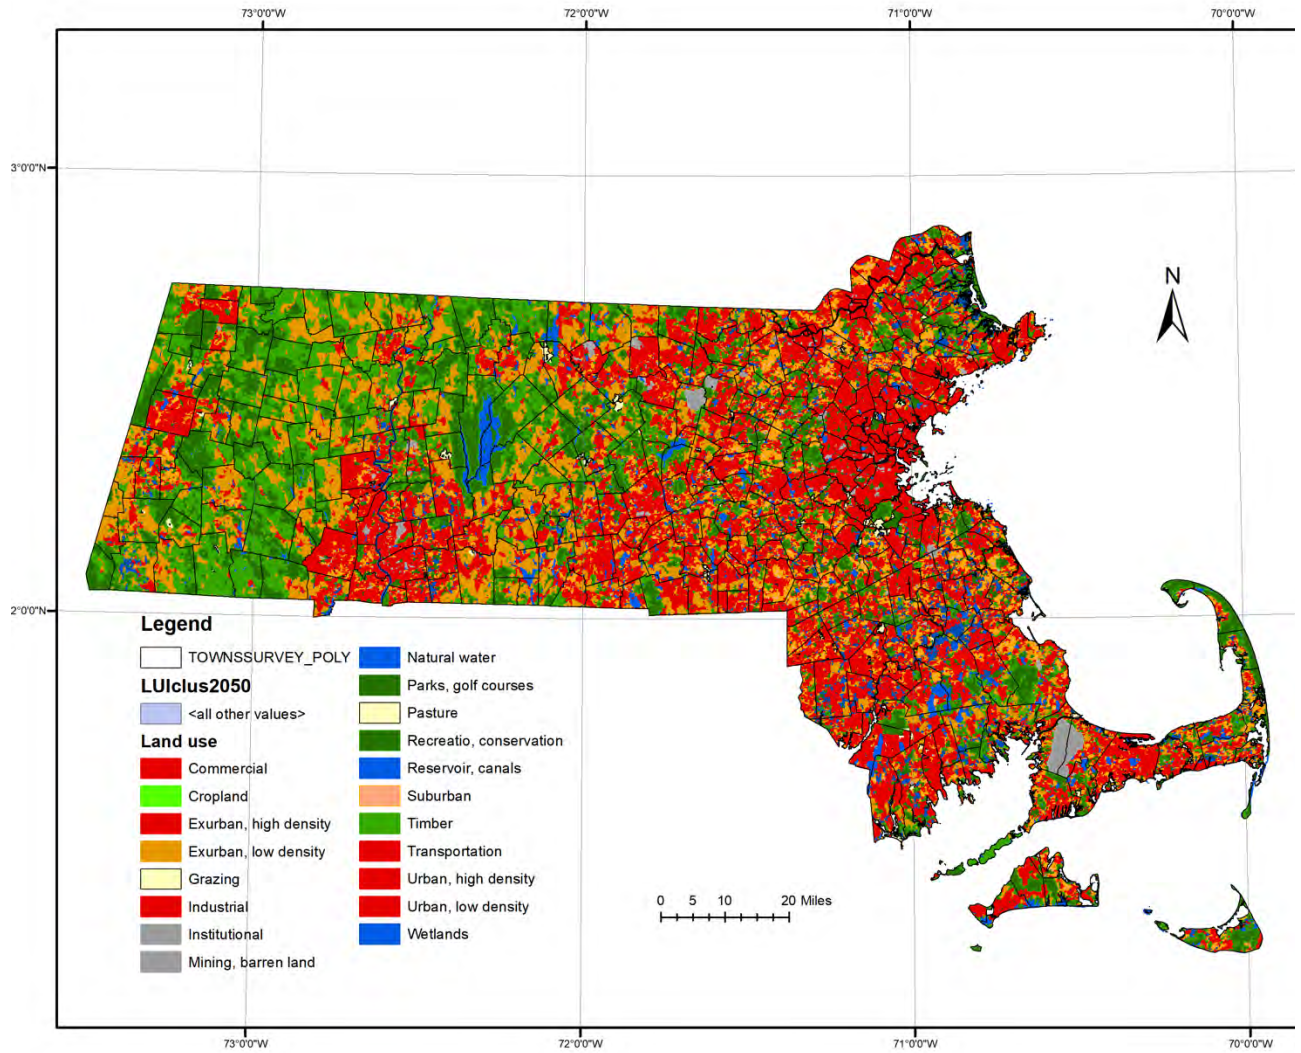 73°0'0"W 72°0'0"W 71°0'0"W 70°0'0"W
3°0'0"N
N
2°0'0"N
Legend
TOWNSSURVEY_POLY
LUIclus2050
<all other values>
Land use
Commercial
Cropland
Exurban, high density
Exurban, low density
Grazing
Industrial
Institutional
Mining, barren land
Natural water
Parks, golf courses
Pasture
Recreatio, conservation
Reservoir, canals
Suburban
Timber
Transportation
Urban, high density
Urban, low density
Wetlands
0 5 10 20 Miles
73°0'0"W 72°0'0"W 71°0'0"W 70°0'0"W